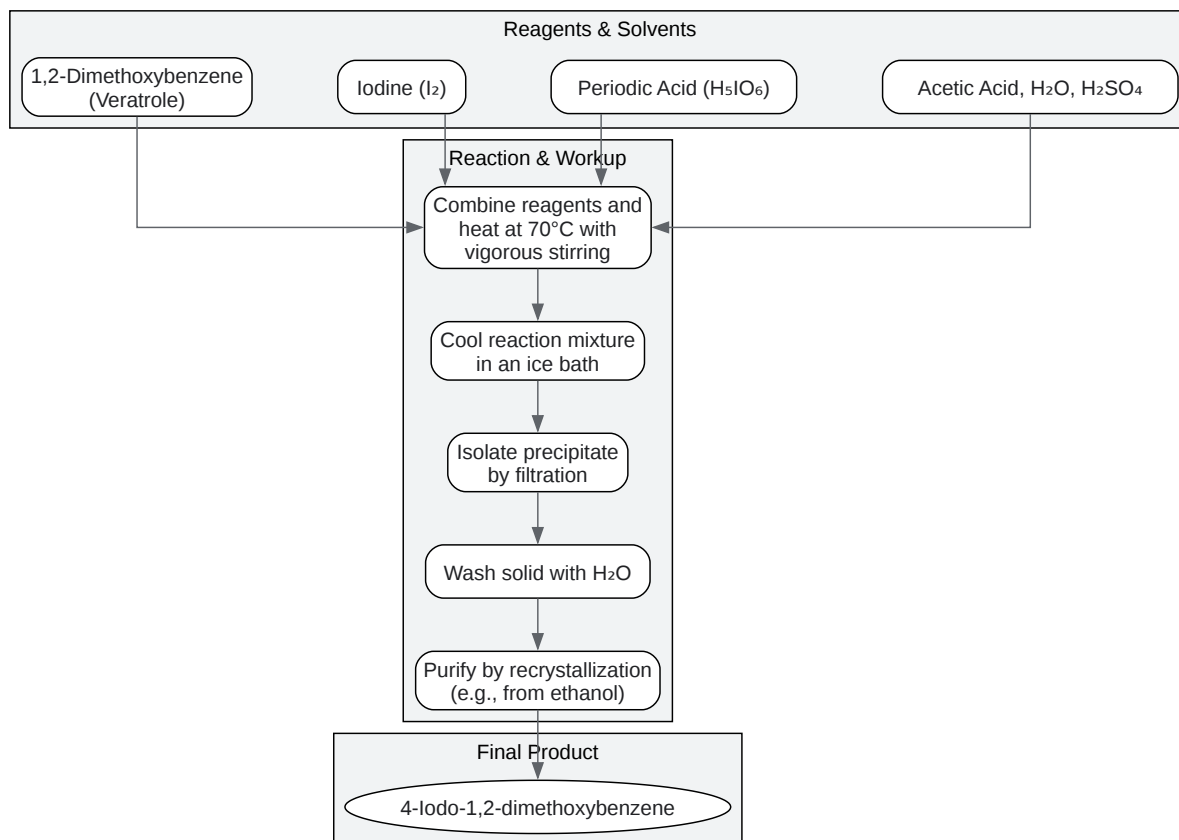 Reagents & Solvents
1,2-Dimethoxybenzene
(Veratrole)
Iodine (I₂)
Periodic Acid (H₅IO₆)
Acetic Acid, H₂O, H₂SO₄
Reaction & Workup
Combine reagents and
heat at 70°C with
vigorous stirring
Cool reaction mixture
in an ice bath
Isolate precipitate
by filtration
Wash solid with H₂O
Purify by recrystallization
(e.g., from ethanol)
Final Product
4-Iodo-1,2-dimethoxybenzene